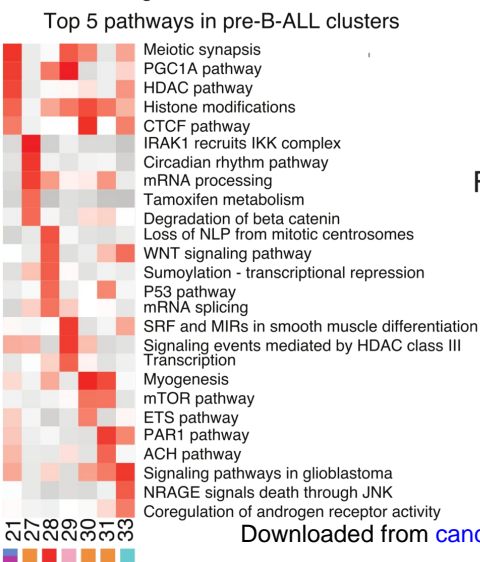 Top 5 pathways in pre-B-ALL clusters
Meiotic synapsis
PGC1A pathway
HDAC pathway
Histone modifications
CTCF pathway
IRAK1 recruits IKK complex
Circadian rhythm pathway
mRNA processing
Tamoxifen metabolism
Degradation of beta catenin
Loss of NLP from mitotic centrosomes
WNT signaling pathway
Sumoylation - transcriptional repression
P53 pathway
mRNA splicing
SRF and MIRs in smooth muscle differentiation
Signaling events mediated by HDAC class III
Transcription
Myogenesis
mTOR pathway
ETS pathway
PAR1 pathway
ACH pathway
Signaling pathways in glioblastoma
NRAGE signals death through JNK
Coregulation of androgen receptor activity
21 27 28 29 30 31 33
Downloaded from